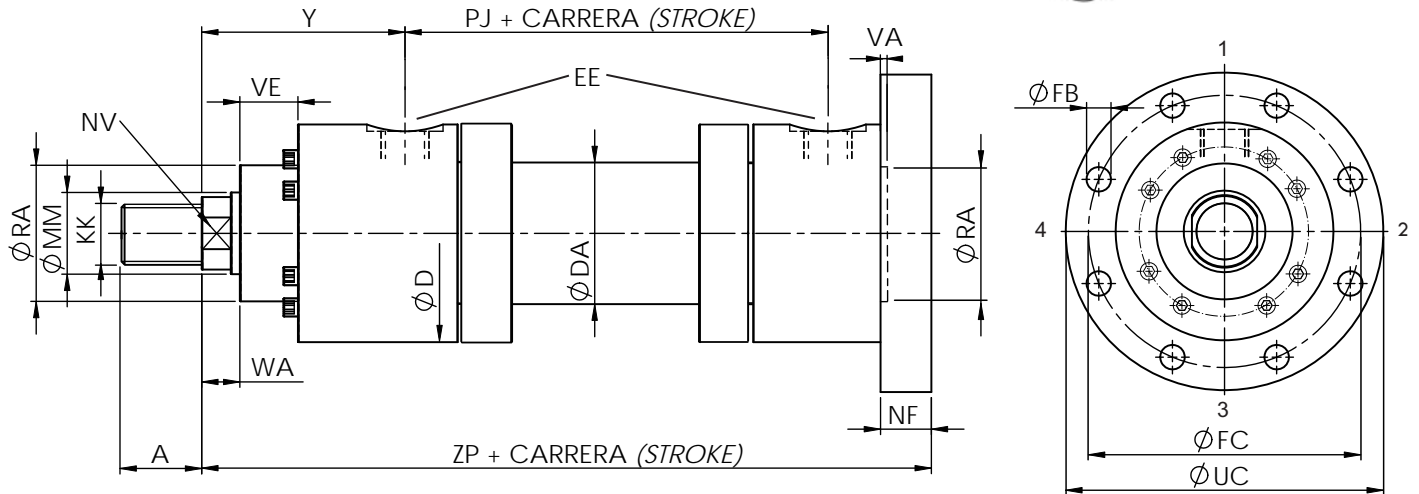 Y
PJ + CARRERA (STROKE)
VA
VE
EE
NV
ØRA
ØMM
KK
ØD
ØDA
ØRA
WA
NF
A
ZP + CARRERA (STROKE)
1
ØFB
4
2
3
ØFC
ØUC